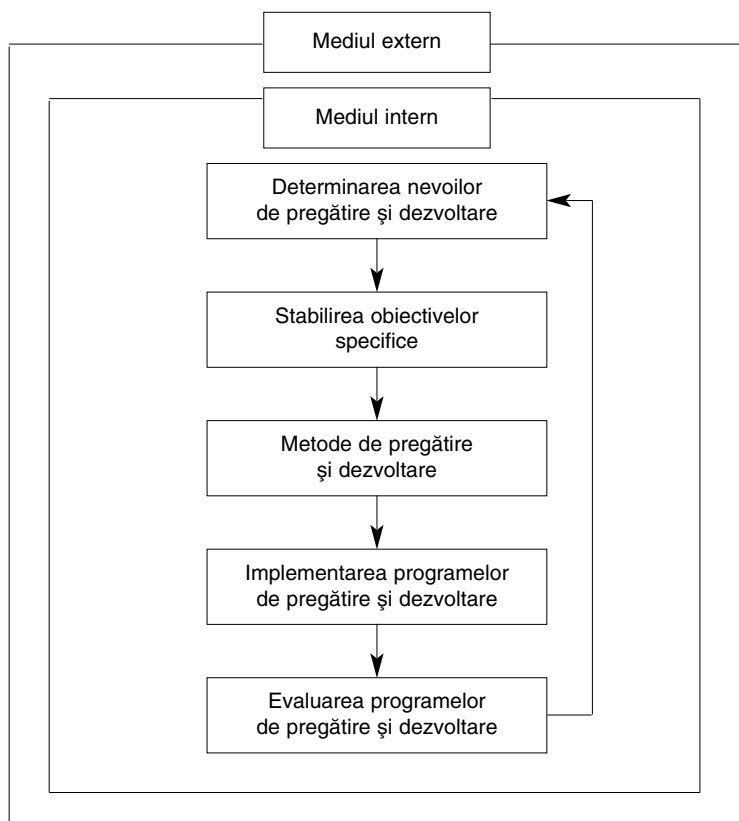 Mediul extern
Mediul intern
Determinarea nevoilor
de pregătire şi dezvoltare
Stabilirea obiectivelor
specifice
Metode de pregătire
şi dezvoltare
Implementarea programelor
de pregătire şi dezvoltare
Evaluarea programelor
de pregătire şi dezvoltare